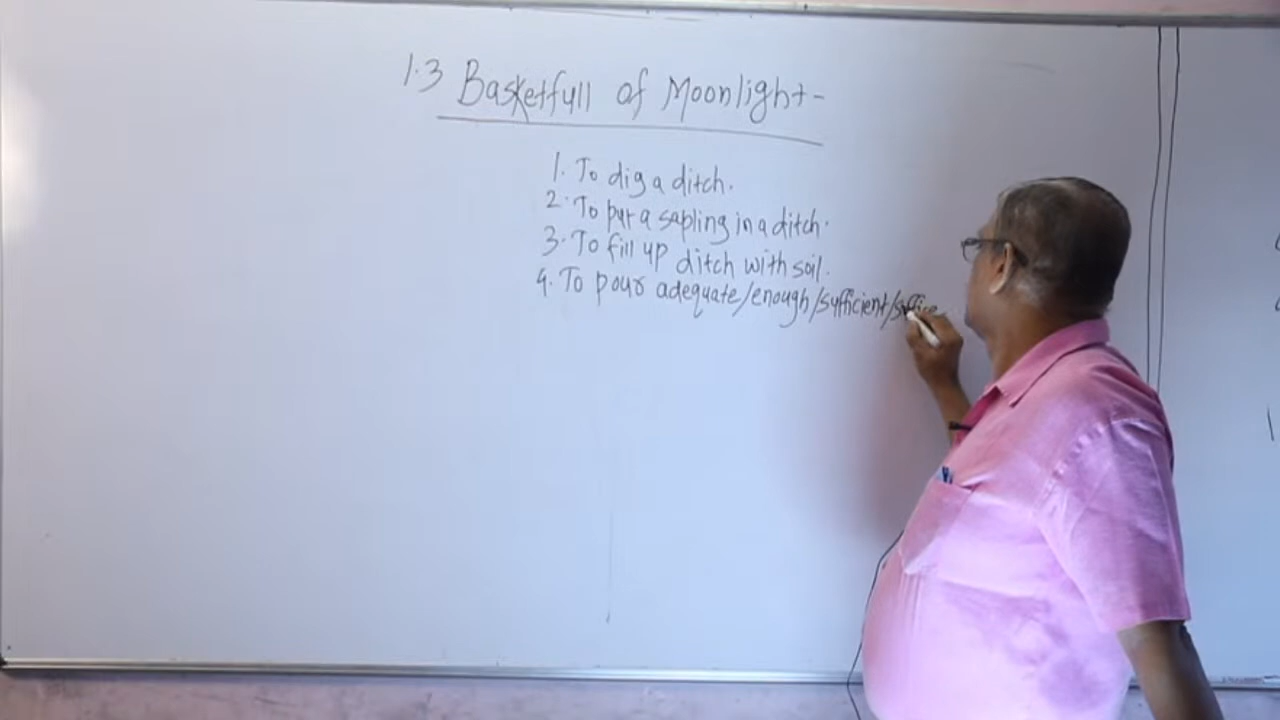 1.3 Basketfull of Moonlight-
1. To dig a ditch.
2. To put a sapling in a ditch.
3. To fill up ditch with soil.
4. To pour adequate/enough/sufficient/suffice